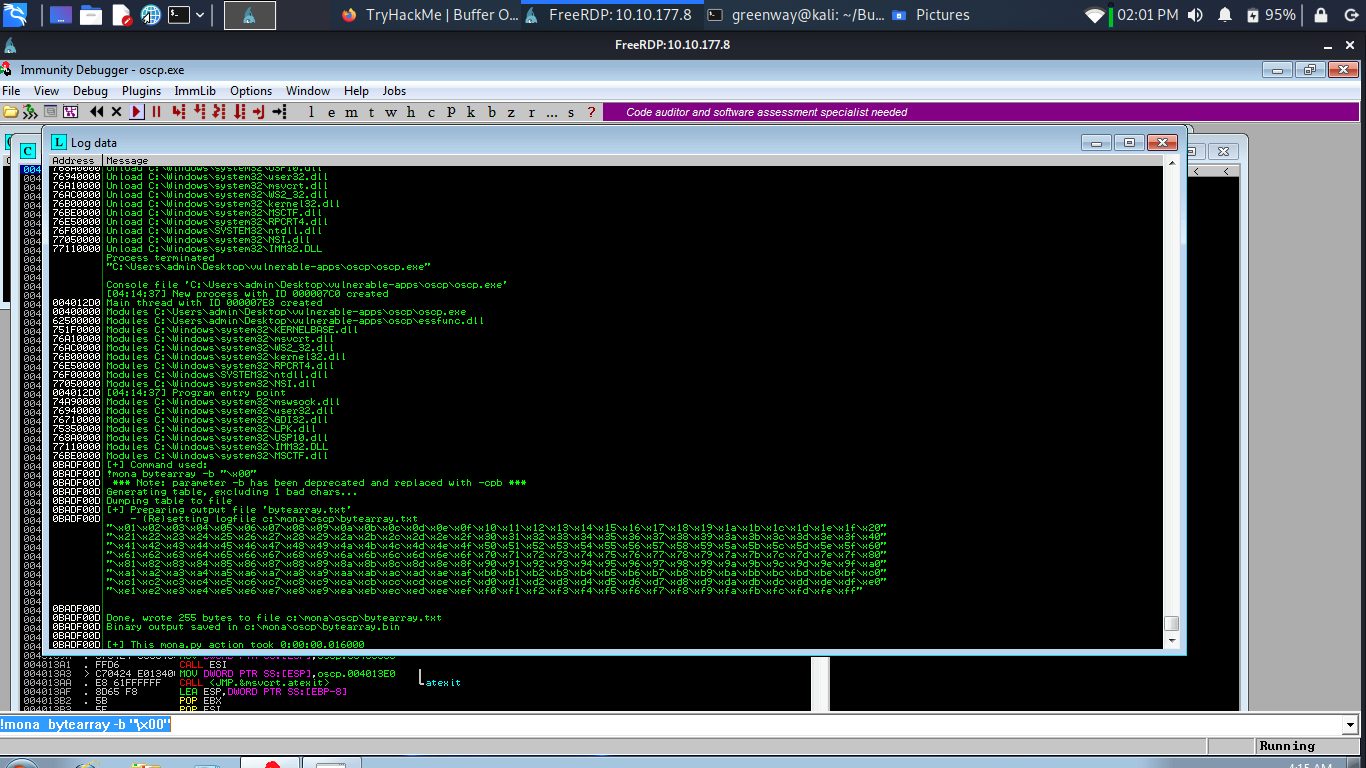 TryHackMe | Buffer O...
FreeRDP: 10.10.177.8
greenway@kali: ~/Bu...
Pictures
02:01 PM
95%
FreeRDP: 10.10.177.8
Immunity Debugger - oscp.exe
File View Debug Plugins ImmLib Options Window Help Jobs
l e m t w h c p k b z r ... s ?
Code auditor and software assessment specialist needed
Log data
Address Message
768A0000 Unload C:\Windows\system32\USP10.dll
76940000 Unload C:\Windows\system32\user32.dll
76A10000 Unload C:\Windows\system32\msvcrt.dll
76AC0000 Unload C:\Windows\system32\WS2_32.dll
76B00000 Unload C:\Windows\system32\kernel32.dll
76BE0000 Unload C:\Windows\system32\MSCTF.dll
76E50000 Unload C:\Windows\system32\RPCRT4.dll
76F00000 Unload C:\Windows\SYSTEM32\ntdll.dll
77050000 Unload C:\Windows\system32\NSI.dll
77110000 Unload C:\Windows\system32\IMM32.DLL
Process terminated
"C:\Users\admin\Desktop\vulnerable-apps\oscp\oscp.exe"
Console file 'C:\Users\admin\Desktop\vulnerable-apps\oscp\oscp.exe'
[04:14:37] New process with ID 000007C0 created
004012D0 Main thread with ID 000007E8 created
00400000 Modules C:\Users\admin\Desktop\vulnerable-apps\oscp\oscp.exe
62500000 Modules C:\Users\admin\Desktop\vulnerable-apps\oscp\essfunc.dll
751F0000 Modules C:\Windows\system32\KERNELBASE.dll
76A10000 Modules C:\Windows\system32\msvcrt.dll
76AC0000 Modules C:\Windows\system32\WS2_32.dll
76B00000 Modules C:\Windows\system32\kernel32.dll
76E50000 Modules C:\Windows\system32\RPCRT4.dll
76F00000 Modules C:\Windows\SYSTEM32\ntdll.dll
77050000 Modules C:\Windows\system32\NSI.dll
004012D0 [04:14:37] Program entry point
74A90000 Modules C:\Windows\system32\mswsock.dll
76940000 Modules C:\Windows\system32\user32.dll
76710000 Modules C:\Windows\system32\GDI32.dll
75350000 Modules C:\Windows\system32\LPK.dll
768A0000 Modules C:\Windows\system32\USP10.dll
77110000 Modules C:\Windows\system32\IMM32.DLL
76BE0000 Modules C:\Windows\system32\MSCTF.dll
0BADF00D [+] Command used:
0BADF00D !mona bytearray -b "\x00"
0BADF00D ### Note: parameter -b has been deprecated and replaced with -cpb ###
0BADF00D Generating table, excluding 1 bad chars...
0BADF00D Dumping table to file
0BADF00D [+] Preparing output file 'bytearray.txt'
0BADF00D - (Re)setting logfile c:\mona\oscp\bytearray.txt
"\x01\x02\x03\x04\x05\x06\x07\x08\x09\x0a\x0b\x0c\x0d\x0e\x0f\x10\x11\x12\x13\x14\x15\x16\x17\x18\x19\x1a\x1b\x1c\x1d\x1e\x1f\x20"
"\x21\x22\x23\x24\x25\x26\x27\x28\x29\x2a\x2b\x2c\x2d\x2e\x2f\x30\x31\x32\x33\x34\x35\x36\x37\x38\x39\x3a\x3b\x3c\x3d\x3e\x3f\x40"
"\x41\x42\x43\x44\x45\x46\x47\x48\x49\x4a\x4b\x4c\x4d\x4e\x4f\x50\x51\x52\x53\x54\x55\x56\x57\x58\x59\x5a\x5b\x5c\x5d\x5e\x5f\x60"
"\x61\x62\x63\x64\x65\x66\x67\x68\x69\x6a\x6b\x6c\x6d\x6e\x6f\x70\x71\x72\x73\x74\x75\x76\x77\x78\x79\x7a\x7b\x7c\x7d\x7e\x7f\x80"
"\x81\x82\x83\x84\x85\x86\x87\x88\x89\x8a\x8b\x8c\x8d\x8e\x8f\x90\x91\x92\x93\x94\x95\x96\x97\x98\x99\x9a\x9b\x9c\x9d\x9e\x9f\xa0"
"\xa1\xa2\xa3\xa4\xa5\xa6\xa7\xa8\xa9\xaa\xab\xac\xad\xae\xaf\xb0\xb1\xb2\xb3\xb4\xb5\xb6\xb7\xb8\xb9\xba\xbb\xbc\xbd\xbe\xbf\xc0"
"\xc1\xc2\xc3\xc4\xc5\xc6\xc7\xc8\xc9\xca\xcb\xcc\xcd\xce\xcf\xd0\xd1\xd2\xd3\xd4\xd5\xd6\xd7\xd8\xd9\xda\xdb\xdc\xdd\xde\xdf\xe0"
"\xe1\xe2\xe3\xe4\xe5\xe6\xe7\xe8\xe9\xea\xeb\xec\xed\xee\xef\xf0\xf1\xf2\xf3\xf4\xf5\xf6\xf7\xf8\xf9\xfa\xfb\xfc\xfd\xfe\xff"
0BADF00D
0BADF00D Done, wrote 255 bytes to file c:\mona\oscp\bytearray.txt
0BADF00D Binary output saved in c:\mona\oscp\bytearray.bin
0BADF00D
0BADF00D [+] This mona.py action took 0:00:00.016000
004013A1 . FFD6 CALL ESI
004013A3 > C70424 E01340 MOV DWORD PTR SS:[ESP],oscp.004013E0
004013AA . E8 61FFFFFF CALL <JMP.&msvcrt.atexit> atexit
004013AF . 8D65 F8 LEA ESP,DWORD PTR SS:[EBP-8]
004013B2 . 5B POP EBX
004013B3 . 5E POP ESI
!mona bytearray -b "\x00"
Running
4:15 AM